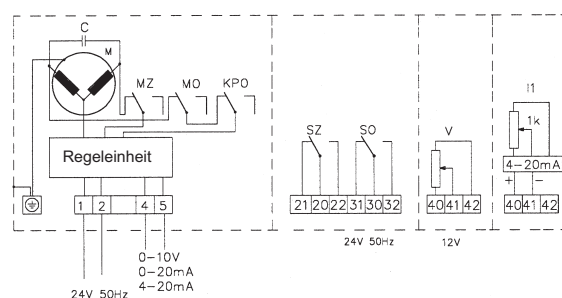 C
M
MZ MO KPO
Regeleinheit
1 2 4 5
0-10V
0-20mA
4-20mA
24V 50Hz
SZ SO
21 20 22 31 30 32
24V 50Hz
V
40 41 42
12V
I1
1k
4-20mA
+ -
40 41 42